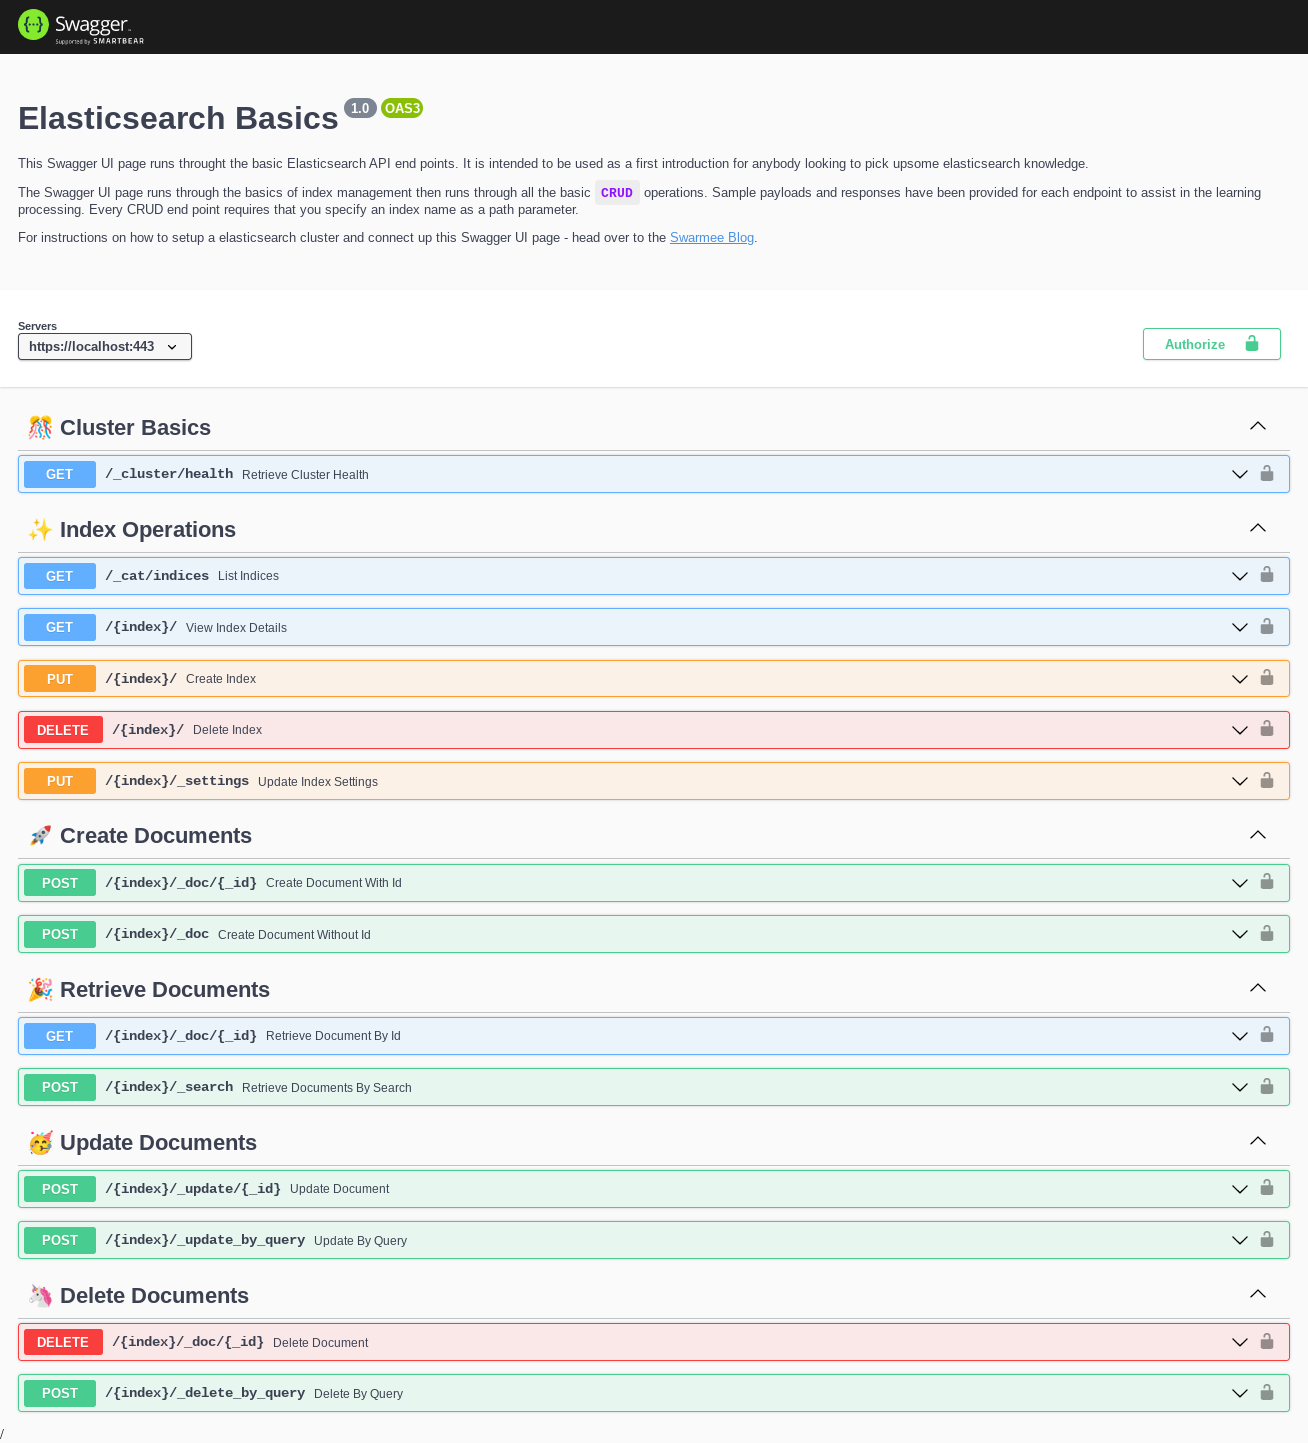 Swagger
Supported by SMARTBEAR
Elasticsearch Basics 1.0 OAS3
This Swagger UI page runs throught the basic Elasticsearch API end points. It is intended to be used as a first introduction for anybody looking to pick upsome elasticsearch knowledge.
The Swagger UI page runs through the basics of index management then runs through all the basic CRUD operations. Sample payloads and responses have been provided for each endpoint to assist in the learning
processing. Every CRUD end point requires that you specify an index name as a path parameter.
For instructions on how to setup a elasticsearch cluster and connect up this Swagger UI page - head over to the Swarmee Blog.
Servers
https://localhost:443
Authorize
🎊 Cluster Basics
GET /_cluster/health Retrieve Cluster Health
✨ Index Operations
GET /_cat/indices List Indices
GET /{index}/ View Index Details
PUT /{index}/ Create Index
DELETE /{index}/ Delete Index
PUT /{index}/_settings Update Index Settings
🚀 Create Documents
POST /{index}/_doc/{_id} Create Document With Id
POST /{index}/_doc Create Document Without Id
🎉 Retrieve Documents
GET /{index}/_doc/{_id} Retrieve Document By Id
POST /{index}/_search Retrieve Documents By Search
🥳 Update Documents
POST /{index}/_update/{_id} Update Document
POST /{index}/_update_by_query Update By Query
🦄 Delete Documents
DELETE /{index}/_doc/{_id} Delete Document
POST /{index}/_delete_by_query Delete By Query
/